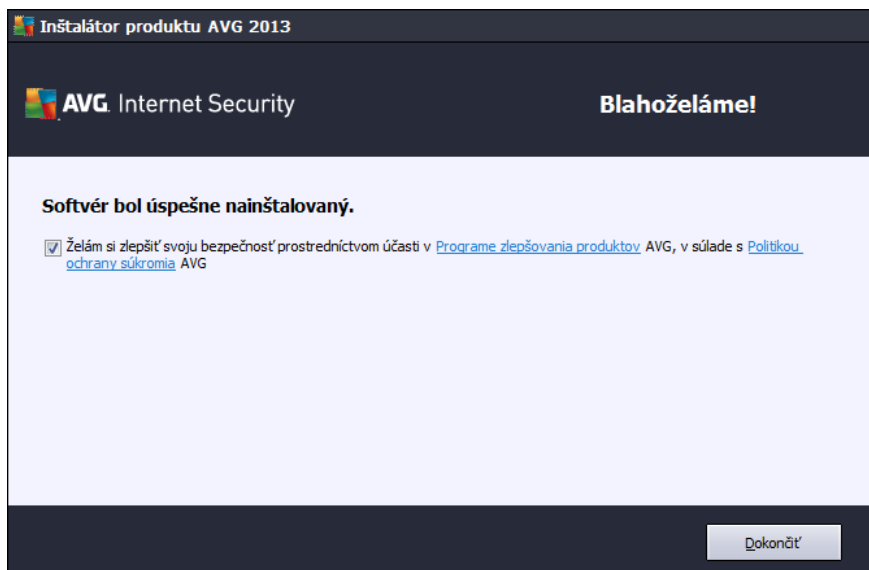 Inštalátor produktu AVG 2013
AVG. Internet Security
Blahoželáme!
Softvér bol úspešne nainštalovaný.
Želám si zlepšiť svoju bezpečnosť prostredníctvom účasti v Programe zlepšovania produktov AVG, v súlade s Politikou
ochrany súkromia AVG
Dokončiť